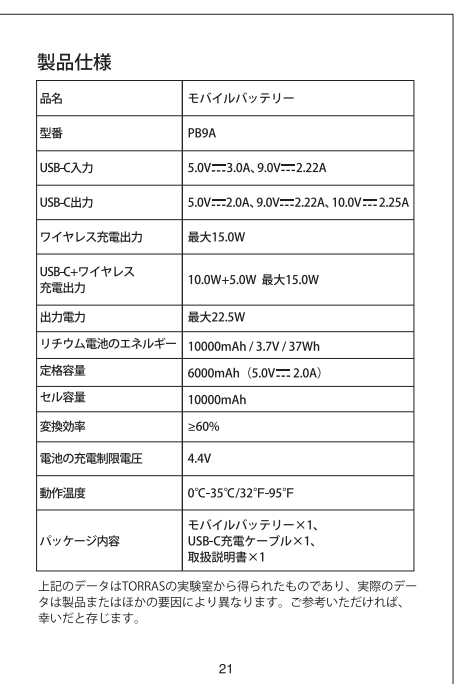 製品仕様
品名 モバイルバッテリー
型番 PB9A
USB-C入力 5.0V⎓3.0A、9.0V⎓2.22A
USB-C出力 5.0V⎓2.0A、9.0V⎓2.22A、10.0V⎓2.25A
ワイヤレス充電出力 最大15.0W
USB-C+ワイヤレス
充電出力 10.0W+5.0W 最大15.0W
出力電力 最大22.5W
リチウム電池のエネルギー 10000mAh / 3.7V / 37Wh
定格容量 6000mAh（5.0V⎓ 2.0A）
セル容量 10000mAh
変換効率 ≥60%
電池の充電制限電圧 4.4V
動作温度 0℃-35℃/32°F-95°F
パッケージ内容 モバイルバッテリー×1、
USB-C充電ケーブル×1、
取扱説明書×1
上記のデータはTORRASの実験室から得られたものであり、実際のデー
タは製品またはほかの要因により異なります。ご参考いただければ、
幸いだと存じます。
21